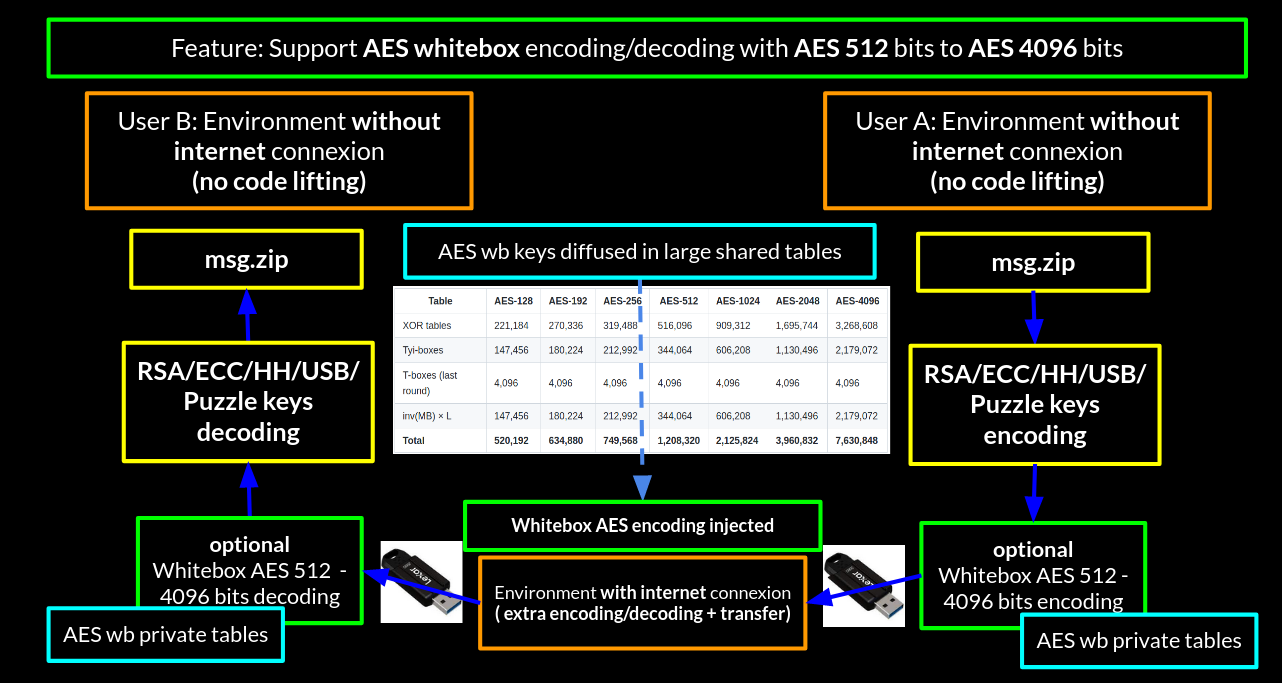 Feature: Support AES whitebox encoding/decoding with AES 512 bits to AES 4096 bits
User B: Environment without
internet connexion
(no code lifting)
User A: Environment without
internet connexion
(no code lifting)
msg.zip
AES wb keys diffused in large shared tables
msg.zip
Table AES-128 AES-192 AES-256 AES-512 AES-1024 AES-2048 AES-4096
XOR tables 221,184 270,336 319,488 516,096 909,312 1,695,744 3,268,608
Tyi-boxes 147,456 180,224 212,992 344,064 606,208 1,130,496 2,179,072
T-boxes (last
round) 4,096 4,096 4,096 4,096 4,096 4,096 4,096
inv(MB) × L 147,456 180,224 212,992 344,064 606,208 1,130,496 2,179,072
Total 520,192 634,880 749,568 1,208,320 2,125,824 3,960,832 7,630,848
RSA/ECC/HH/USB/
Puzzle keys
decoding
RSA/ECC/HH/USB/
Puzzle keys
encoding
Whitebox AES encoding injected
optional
Whitebox AES 512 -
4096 bits decoding
AES wb private tables
Lexar
Environment with internet connexion
( extra encoding/decoding + transfer)
Lexar
optional
Whitebox AES 512 -
4096 bits encoding
AES wb private tables